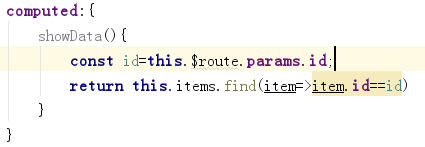 computed:{
showData(){
const id=this.$route.params.id;
return this.items.find(item=>item.id==id)
}
}